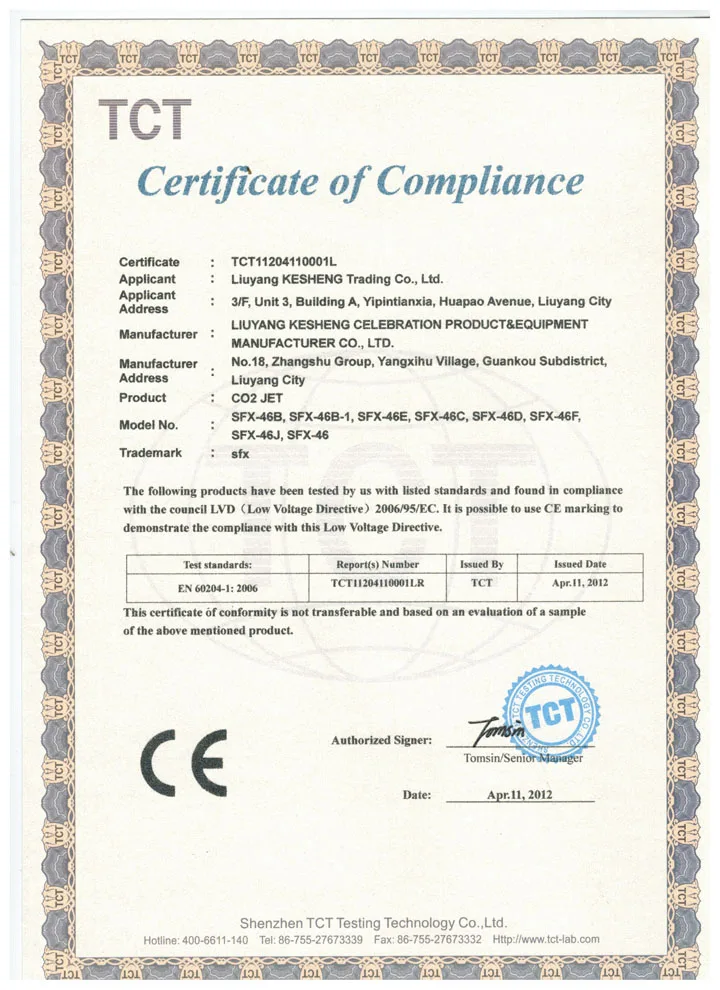 TCT
Certificate of Compliance
Certificate : TCT11204110001L
Applicant : Liuyang KESHENG Trading Co., Ltd.
Applicant Address : 3/F, Unit 3, Building A, Yipintianxia, Huapao Avenue, Liuyang City
Manufacturer : LIUYANG KESHENG CELEBRATION PRODUCT&EQUIPMENT
MANUFACTURER CO., LTD.
Manufacturer Address : No.18, Zhangshu Group, Yangxihu Village, Guankou Subdistrict,
Liuyang City
Product : CO2 JET
Model No. : SFX-46B, SFX-46B-1, SFX-46E, SFX-46C, SFX-46D, SFX-46F,
SFX-46J, SFX-46
Trademark : sfx
The following products have been tested by us with listed standards and found in compliance
with the council LVD（Low Voltage Directive）2006/95/EC. It is possible to use CE marking to
demonstrate the compliance with this Low Voltage Directive.
Test standards: Report(s) Number Issued By Issued Date
EN 60204-1: 2006 TCT11204110001LR TCT Apr.11, 2012
This certificate of conformity is not transferable and based on an evaluation of a sample
of the above mentioned product.
CE
Authorized Signer: Tomsin
TCT TESTING TECHNOLOGY CO., LTD.
TCT
SHENZHEN
Tomsin/Senior Manager
Date: Apr.11, 2012
Shenzhen TCT Testing Technology Co.,Ltd.
Hotline: 400-6611-140 Tel: 86-755-27673339 Fax: 86-755-27673332 Http://www.tct-lab.com